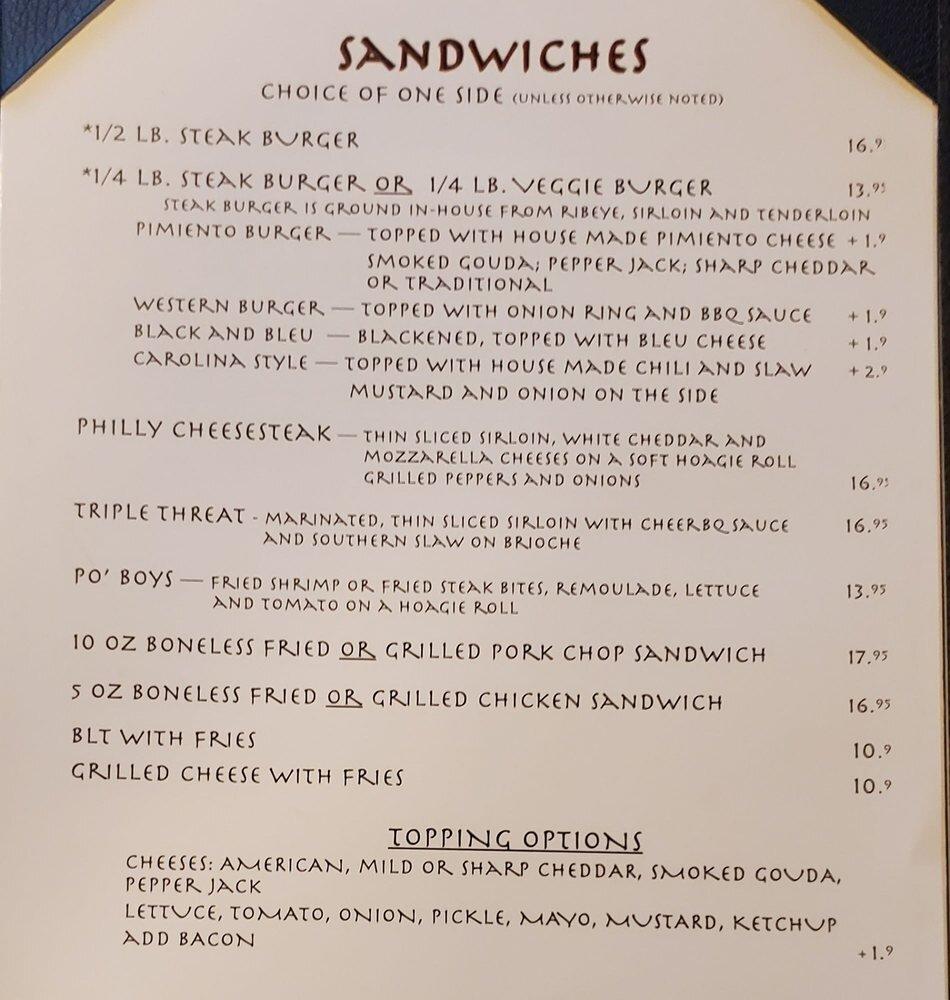 SANDWICHES
CHOICE OF ONE SIDE (UNLESS OTHERWISE NOTED)
*1/2 LB. STEAK BURGER 16.9
*1/4 LB. STEAK BURGER OR 1/4 LB. VEGGIE BURGER 13.95
STEAK BURGER IS GROUND IN-HOUSE FROM RIBEYE, SIRLOIN AND TENDERLOIN
PIMIENTO BURGER — TOPPED WITH HOUSE MADE PIMIENTO CHEESE + 1.9
SMOKED GOUDA; PEPPER JACK; SHARP CHEDDAR
OR TRADITIONAL
WESTERN BURGER — TOPPED WITH ONION RING AND BBQ SAUCE + 1.9
BLACK AND BLEU — BLACKENED, TOPPED WITH BLEU CHEESE + 1.9
CAROLINA STYLE — TOPPED WITH HOUSE MADE CHILI AND SLAW + 2.9
MUSTARD AND ONION ON THE SIDE
PHILLY CHEESESTEAK — THIN SLICED SIRLOIN, WHITE CHEDDAR AND
MOZZARELLA CHEESES ON A SOFT HOAGIE ROLL
GRILLED PEPPERS AND ONIONS 16.95
TRIPLE THREAT - MARINATED, THIN SLICED SIRLOIN WITH CHEERBQ SAUCE 16.95
AND SOUTHERN SLAW ON BRIOCHE
PO' BOYS — FRIED SHRIMP OR FRIED STEAK BITES, REMOULADE, LETTUCE 13.95
AND TOMATO ON A HOAGIE ROLL
10 OZ BONELESS FRIED OR GRILLED PORK CHOP SANDWICH 17.95
5 OZ BONELESS FRIED OR GRILLED CHICKEN SANDWICH 16.95
BLT WITH FRIES 10.9
GRILLED CHEESE WITH FRIES 10.9
TOPPING OPTIONS
CHEESES: AMERICAN, MILD OR SHARP CHEDDAR, SMOKED GOUDA,
PEPPER JACK
LETTUCE, TOMATO, ONION, PICKLE, MAYO, MUSTARD, KETCHUP
ADD BACON +1.9